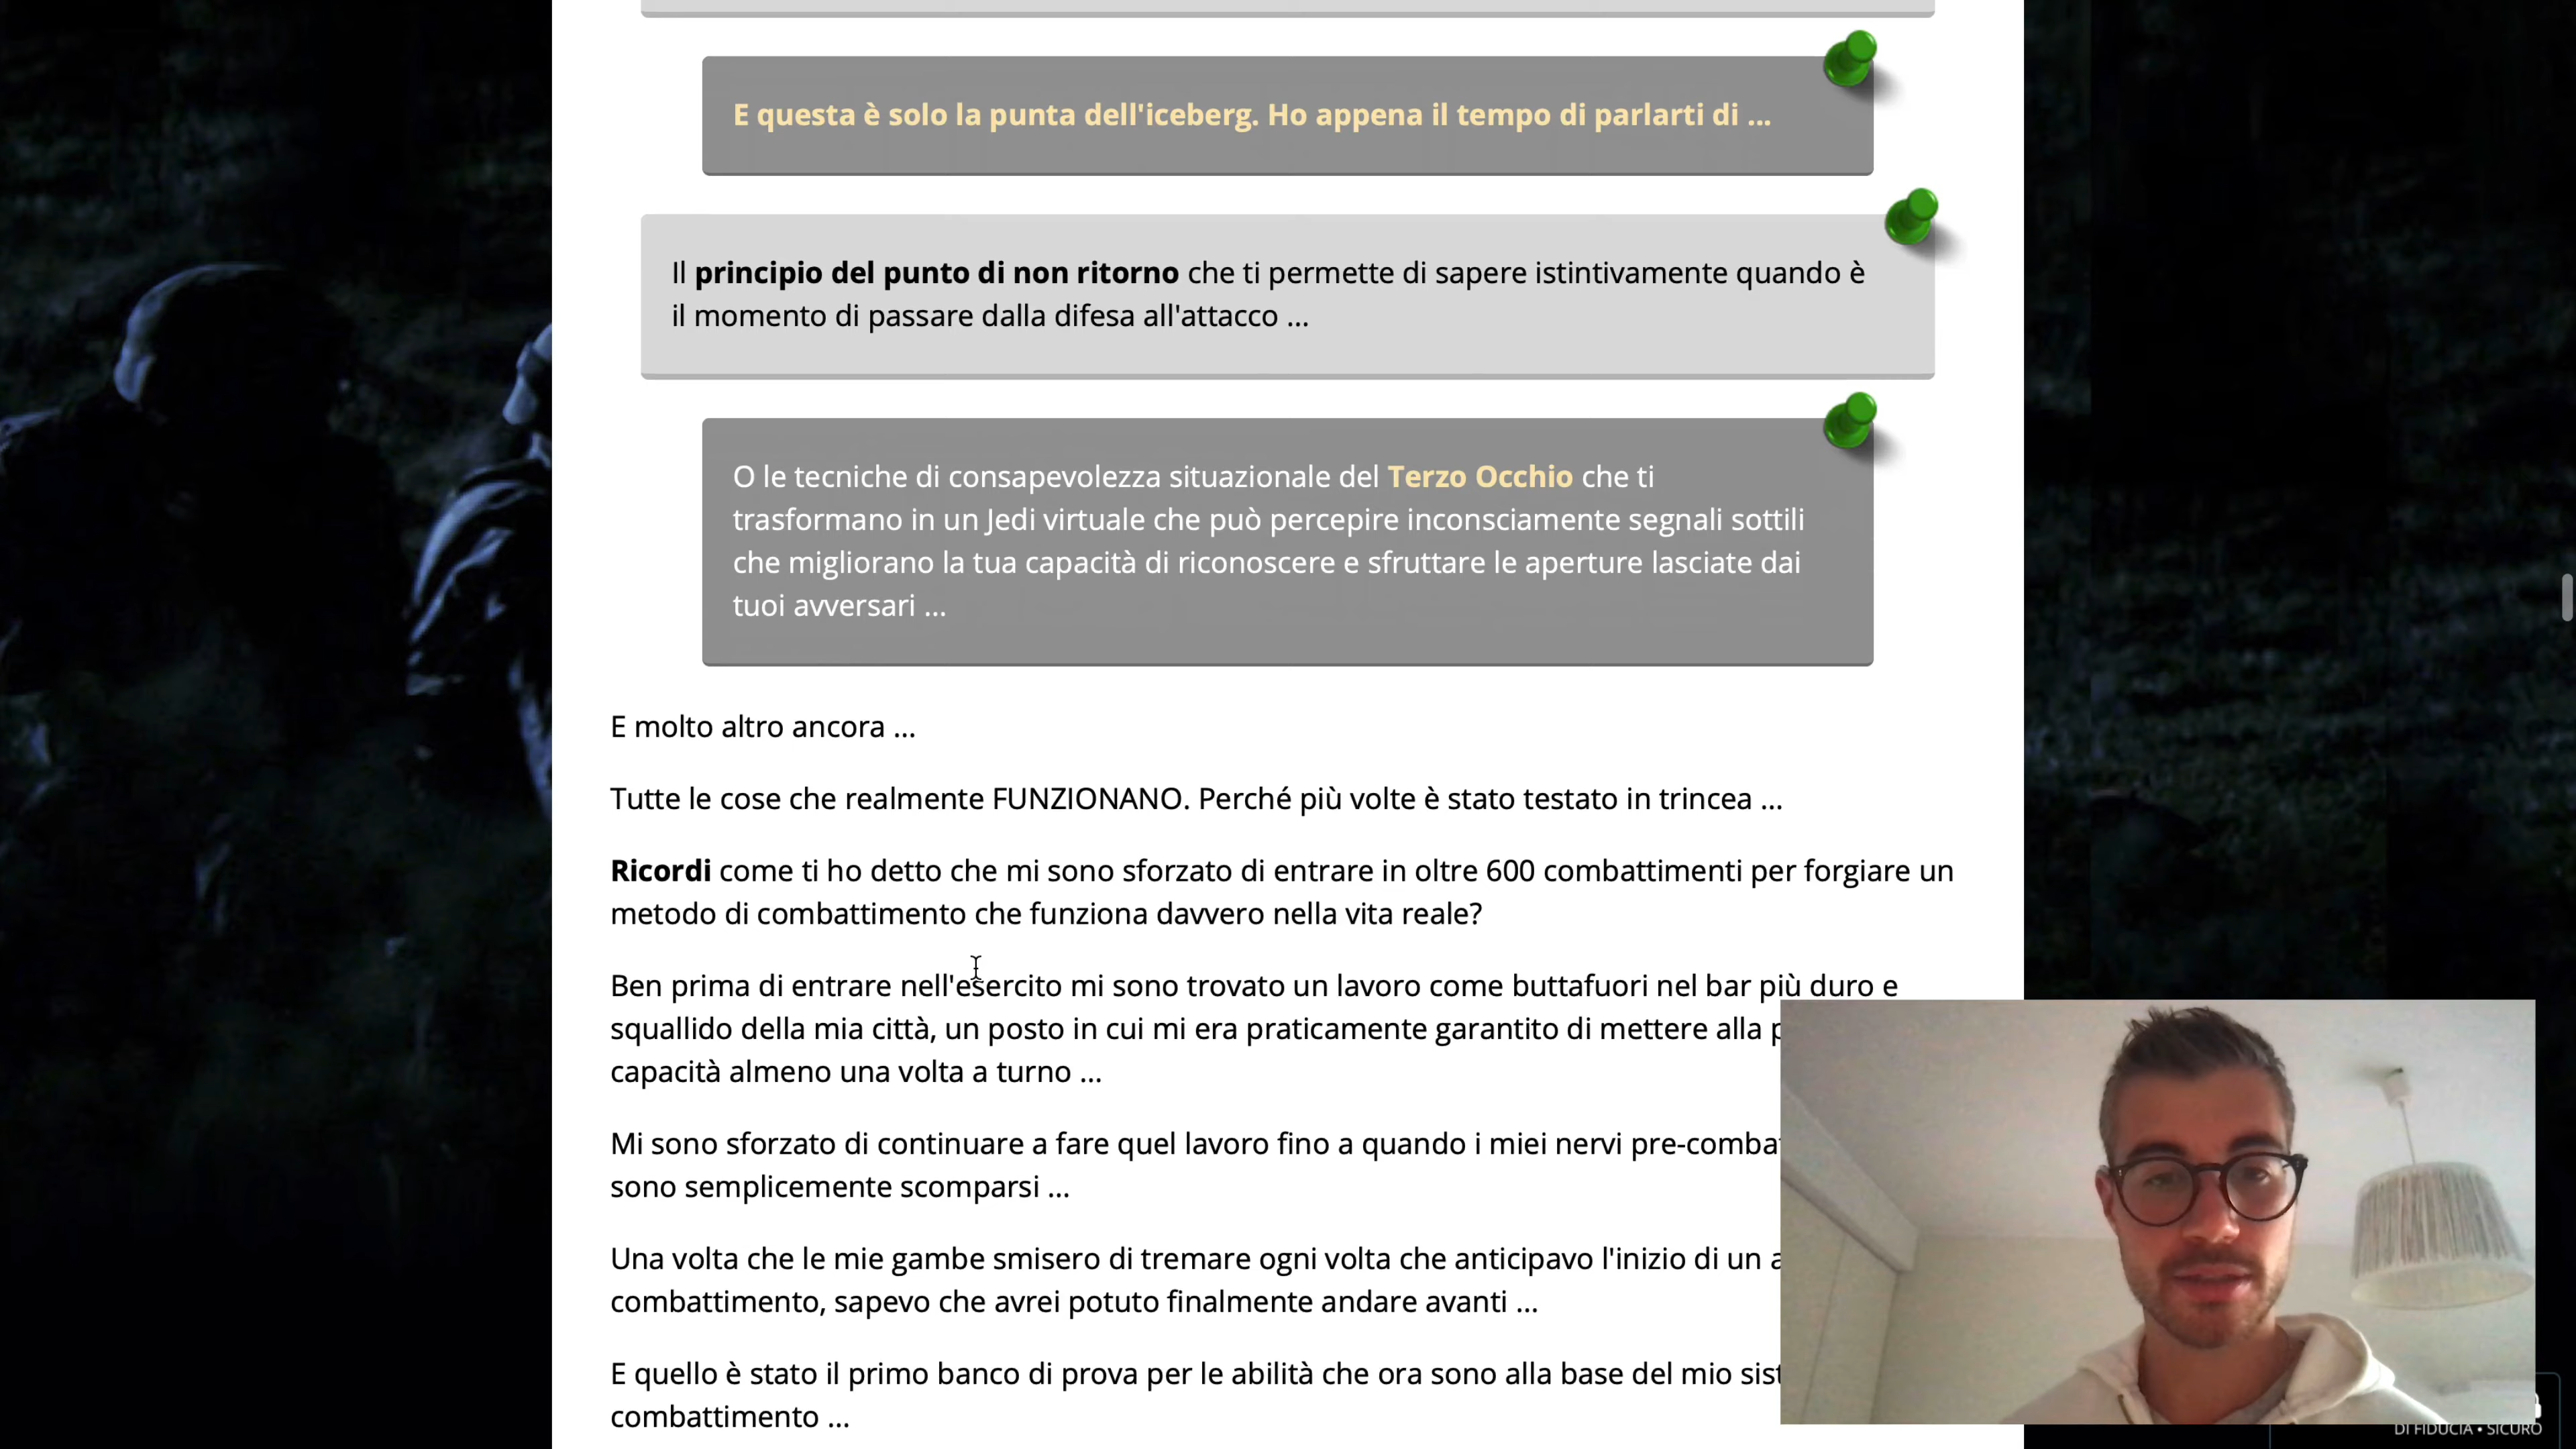 E questa è solo la punta dell'iceberg. Ho appena il tempo di parlarti di ...
Il principio del punto di non ritorno che ti permette di sapere istintivamente quando è
il momento di passare dalla difesa all'attacco ...
O le tecniche di consapevolezza situazionale del Terzo Occhio che ti
trasformano in un Jedi virtuale che può percepire inconsciamente segnali sottili
che migliorano la tua capacità di riconoscere e sfruttare le aperture lasciate dai
tuoi avversari ...
E molto altro ancora ...
Tutte le cose che realmente FUNZIONANO. Perché più volte è stato testato in trincea ...
Ricordi come ti ho detto che mi sono sforzato di entrare in oltre 600 combattimenti per forgiare un
metodo di combattimento che funziona davvero nella vita reale?
Ben prima di entrare nell'esercito mi sono trovato un lavoro come buttafuori nel bar più duro e
squallido della mia città, un posto in cui mi era praticamente garantito di mettere alla
capacità almeno una volta a turno ...
Mi sono sforzato di continuare a fare quel lavoro fino a quando i miei nervi
sono semplicemente scomparsi ...
Una volta che le mie gambe smisero di tremare ogni volta che anticipavo l'inizio di un
combattimento, sapevo che avrei potuto finalmente andare avanti ...
E quello è stato il primo banco di prova per le abilità che ora sono alla base del mio
combattimento ...
DI FIDUCIA • SICURO